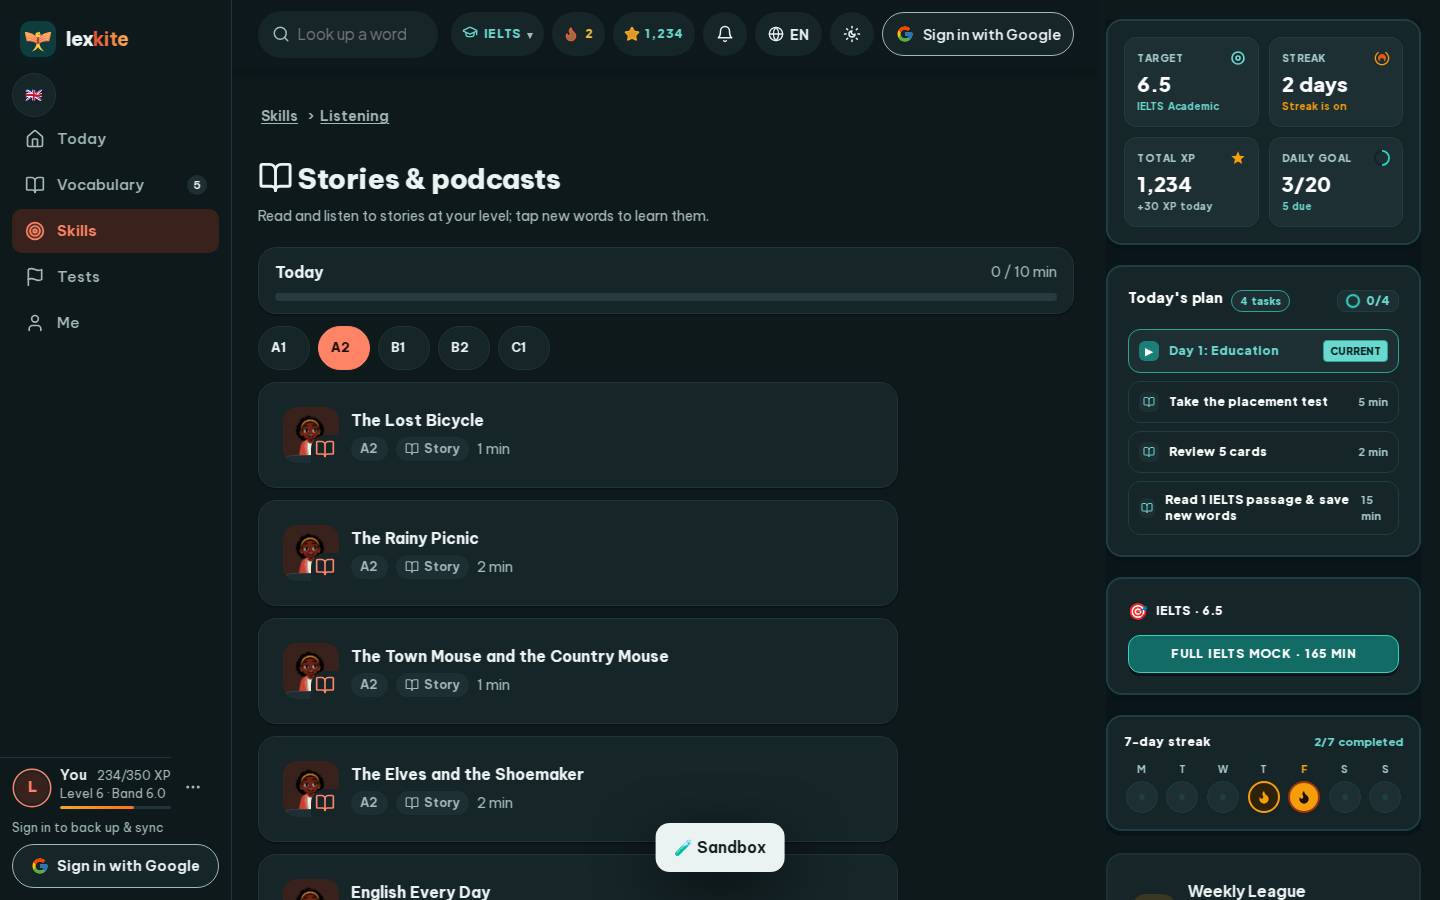 lexkite
Today
Vocabulary 5
Skills
Tests
Me
L
You 234/350 XP
Level 6 · Band 6.0
Sign in to back up & sync
Sign in with Google
Look up a word
IELTS ▾
2
1,234
EN
Sign in with Google
Skills › Listening
Stories & podcasts
Read and listen to stories at your level; tap new words to learn them.
Today 0 / 10 min
A1 A2 B1 B2 C1
The Lost Bicycle
A2 Story 1 min
The Rainy Picnic
A2 Story 2 min
The Town Mouse and the Country Mouse
A2 Story 1 min
The Elves and the Shoemaker
A2 Story 2 min
English Every Day
Sandbox
TARGET
6.5
IELTS Academic
STREAK
2 days
Streak is on
TOTAL XP
1,234
+30 XP today
DAILY GOAL
3/20
5 due
Today's plan 4 tasks 0/4
Day 1: Education CURRENT
Take the placement test 5 min
Review 5 cards 2 min
Read 1 IELTS passage & save new words 15 min
IELTS · 6.5
FULL IELTS MOCK · 165 MIN
7-day streak 2/7 completed
M T W T F S S
Weekly League